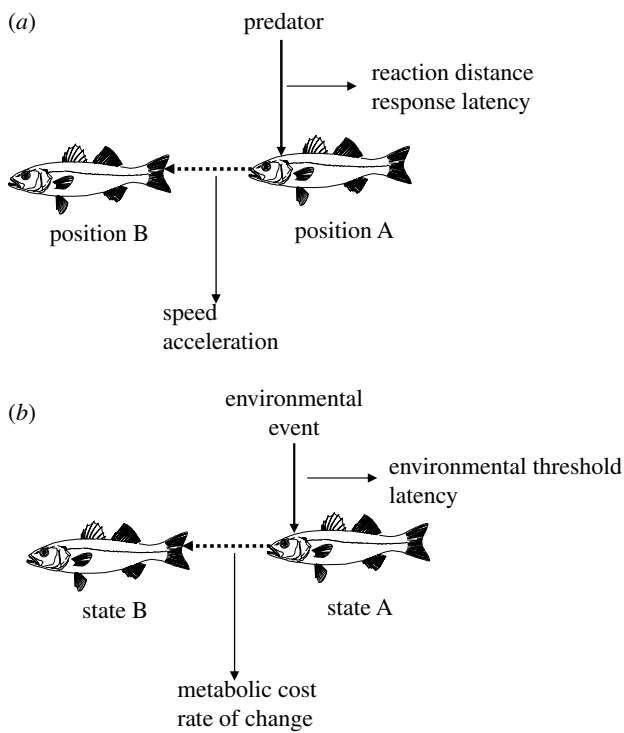 (a)
predator
reaction distance
response latency
position B
position A
speed
acceleration
(b)
environmental
event
environmental threshold
latency
state B
state A
metabolic cost
rate of change